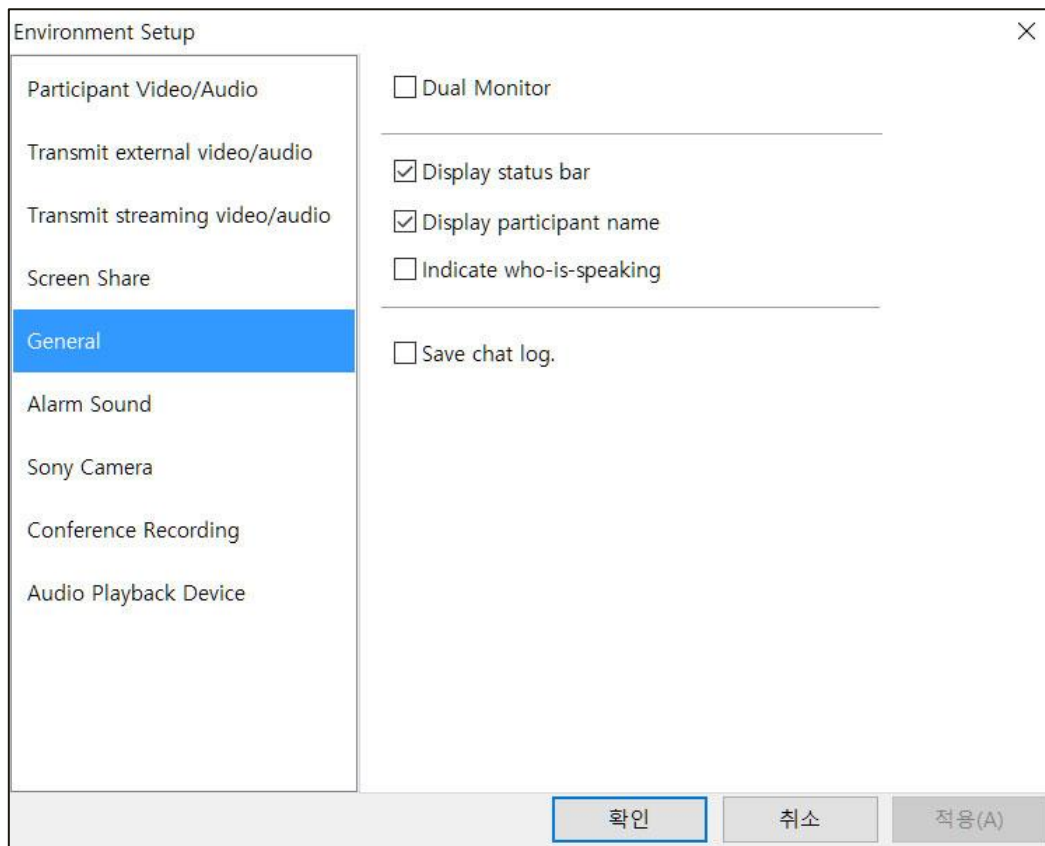 Environment Setup
Participant Video/Audio
Transmit external video/audio
Transmit streaming video/audio
Screen Share
General
Alarm Sound
Sony Camera
Conference Recording
Audio Playback Device
Dual Monitor
Display status bar
Display participant name
Indicate who-is-speaking
Save chat log.
확인
취소
적용(A)